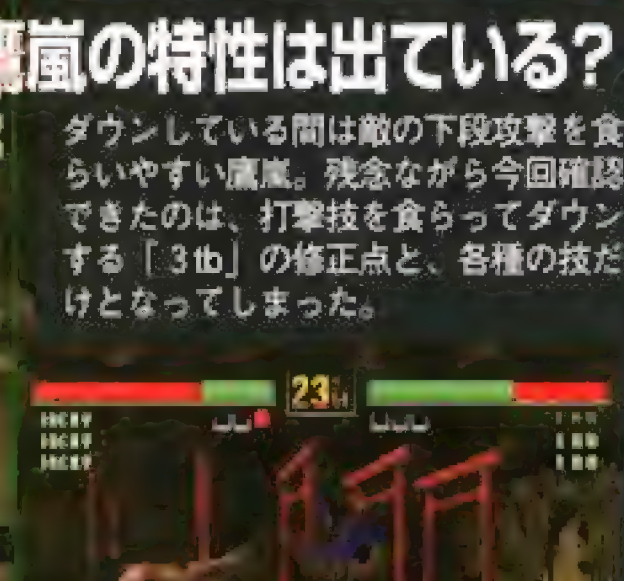 嵐の特性は出ている?
ダウンしている間は敵の下段攻撃を食
らいやすい鷹嵐。残念ながら今回確認
できたのは、打撃技を食らってダウン
する「3tb」の修正点と、各種の技だ
けとなってしまった。
23